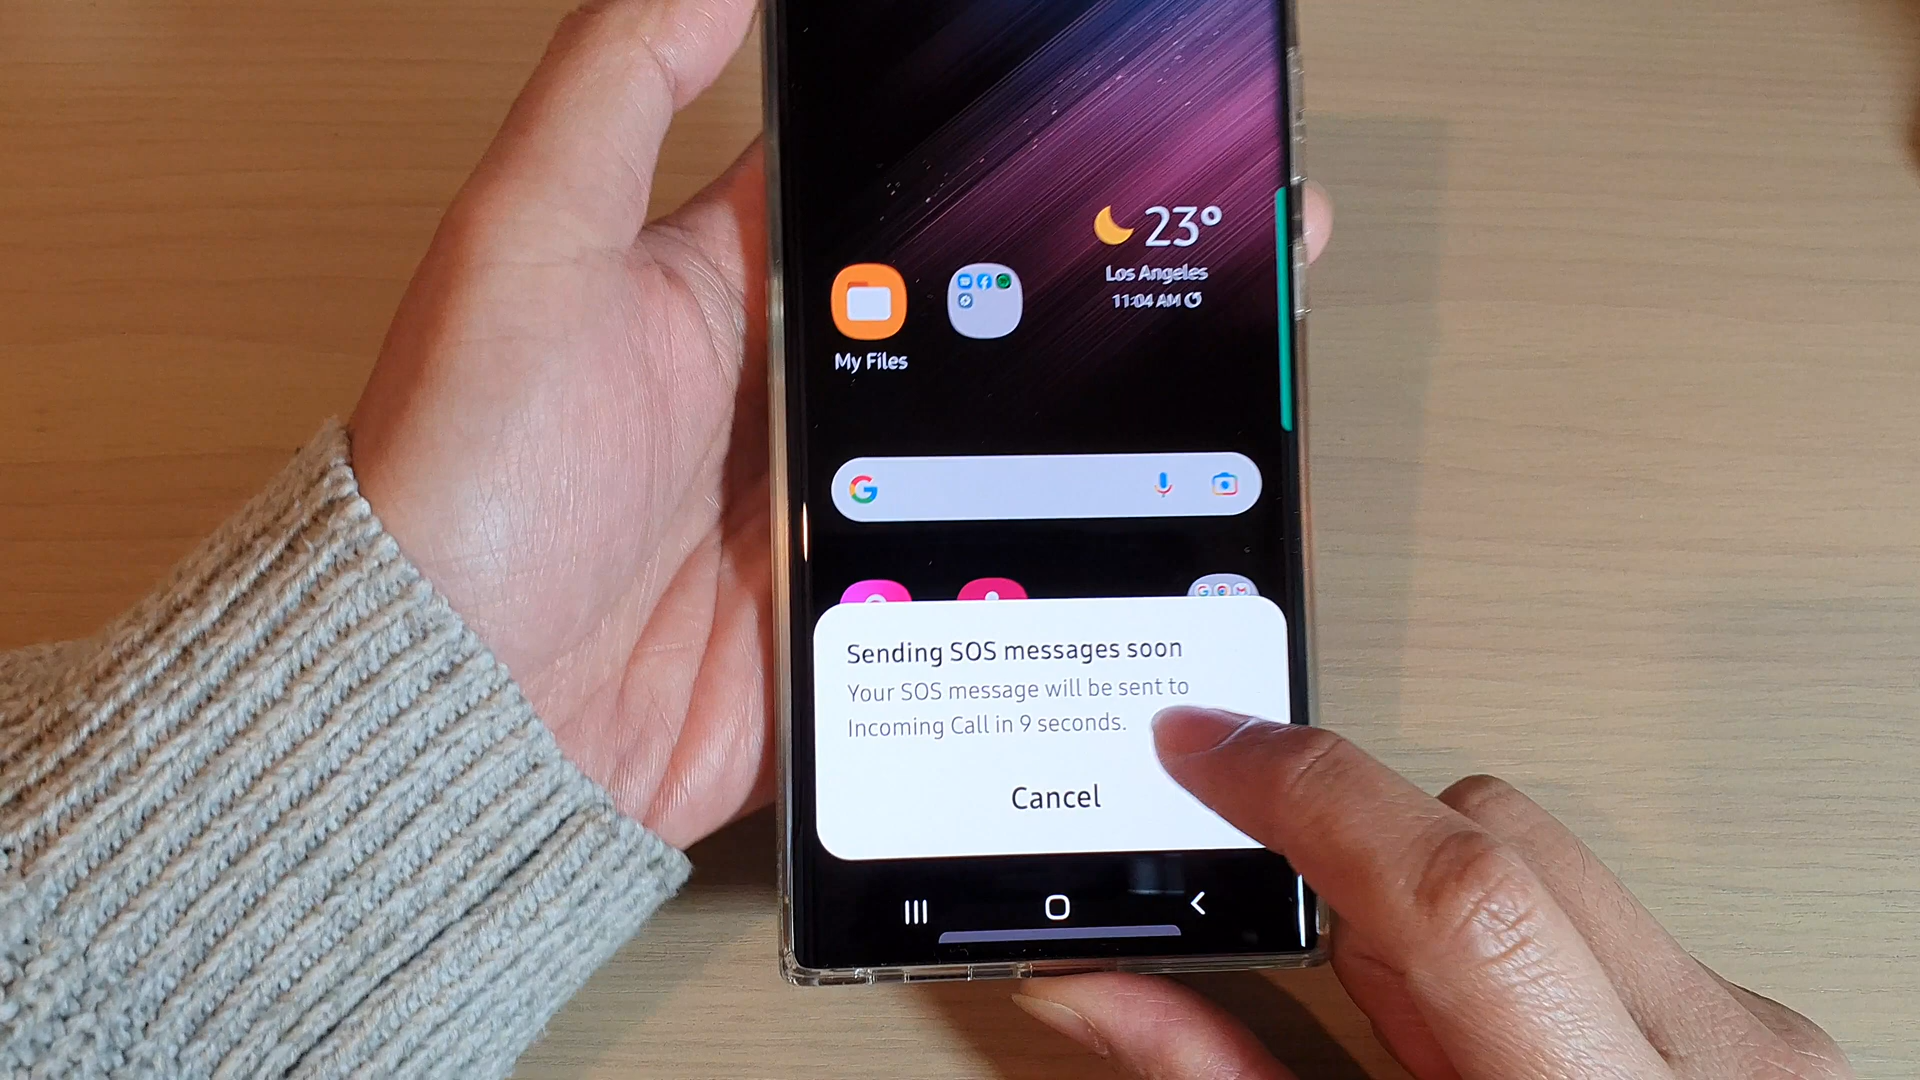 23°
Los Angeles
11:04 AM
My Files
G
Sending SOS messages soon
Your SOS message will be sent to
Incoming Call in 9 seconds.
Cancel